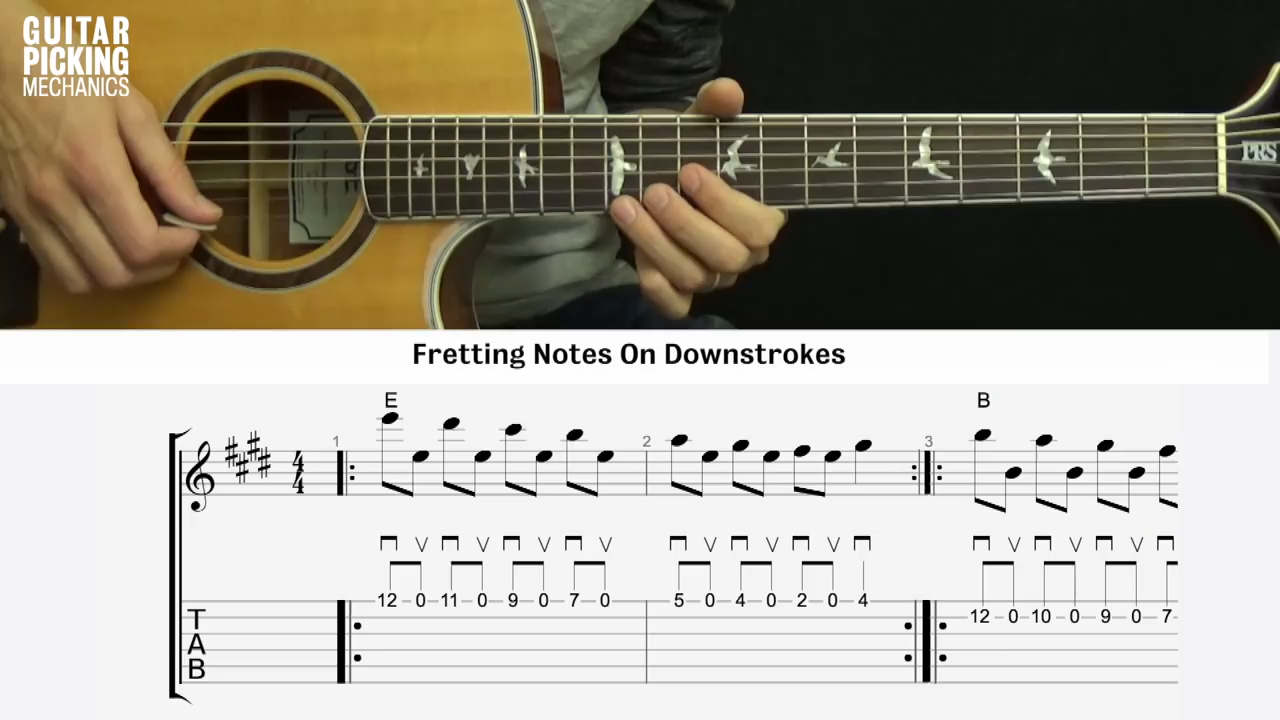 GUITAR
PICKING
MECHANICS
PRS
Fretting Notes On Downstrokes
E B
1 2 3
4
4
12 0 11 0 9 0 7 0 5 0 4 0 2 0 4
12 0 10 0 9 0 7
T
A
B